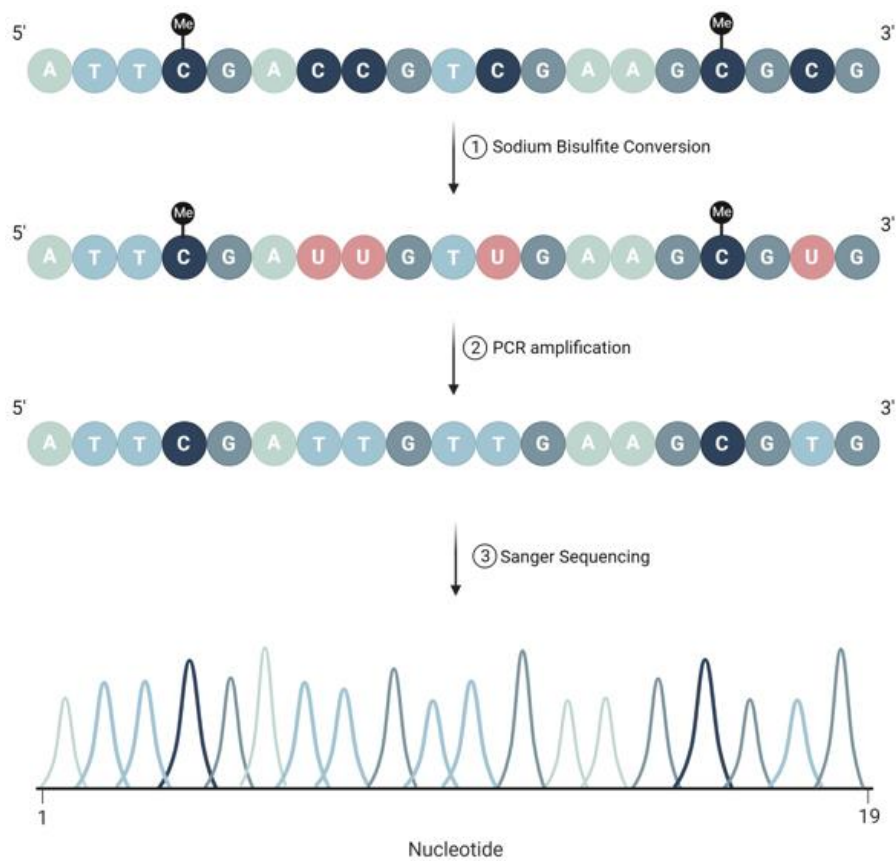 Me Me
5' 3'
A T T C G A C C G T C G A A G C G C G
1 Sodium Bisulfite Conversion
Me Me
5' 3'
A T T C G A U U G T U G A A G C G U G
2 PCR amplification
5' 3'
A T T C G A T T G T T G A A G C G T G
3 Sanger Sequencing
1 19
Nucleotide